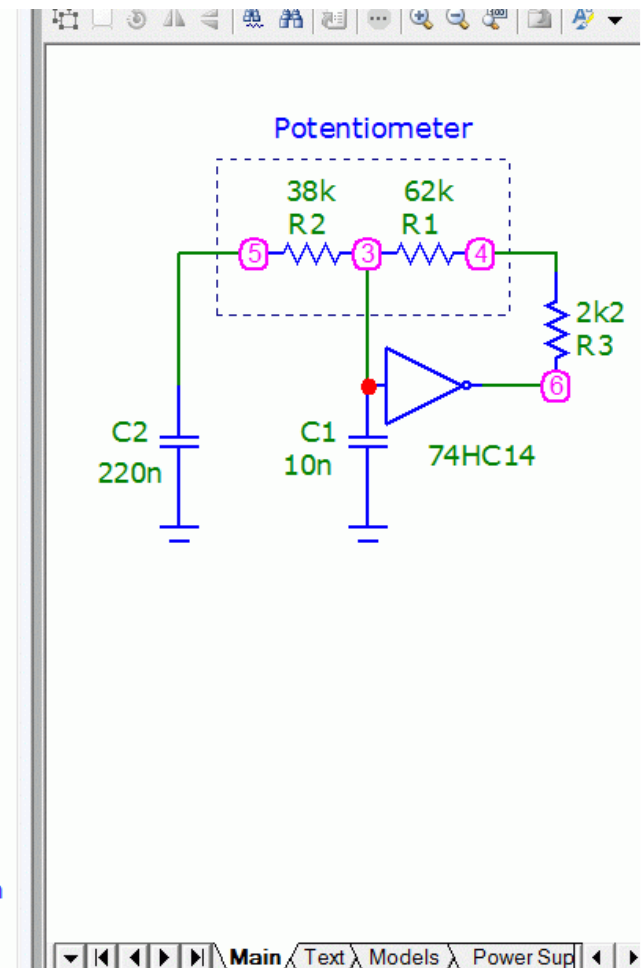 Potentiometer
38k 62k
R2 R1
5 3 4
2k2
R3
6
C2 C1
220n 10n 74HC14
Main Text Models Power Sup